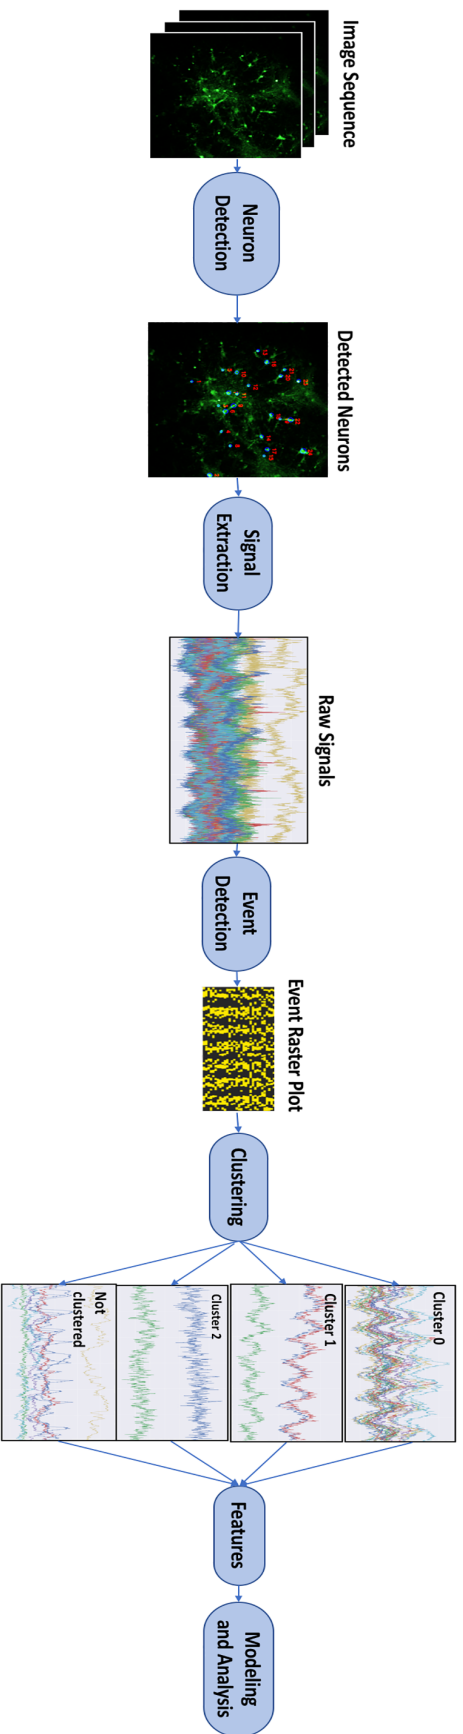 Image Sequence
Neuron
Detection
Detected Neurons
Signal
Extraction
Raw Signals
Event
Detection
Event Raster Plot
Clustering
Cluster 0
Cluster 1
Cluster 2
Not
clustered
Features
Modeling
and Analysis